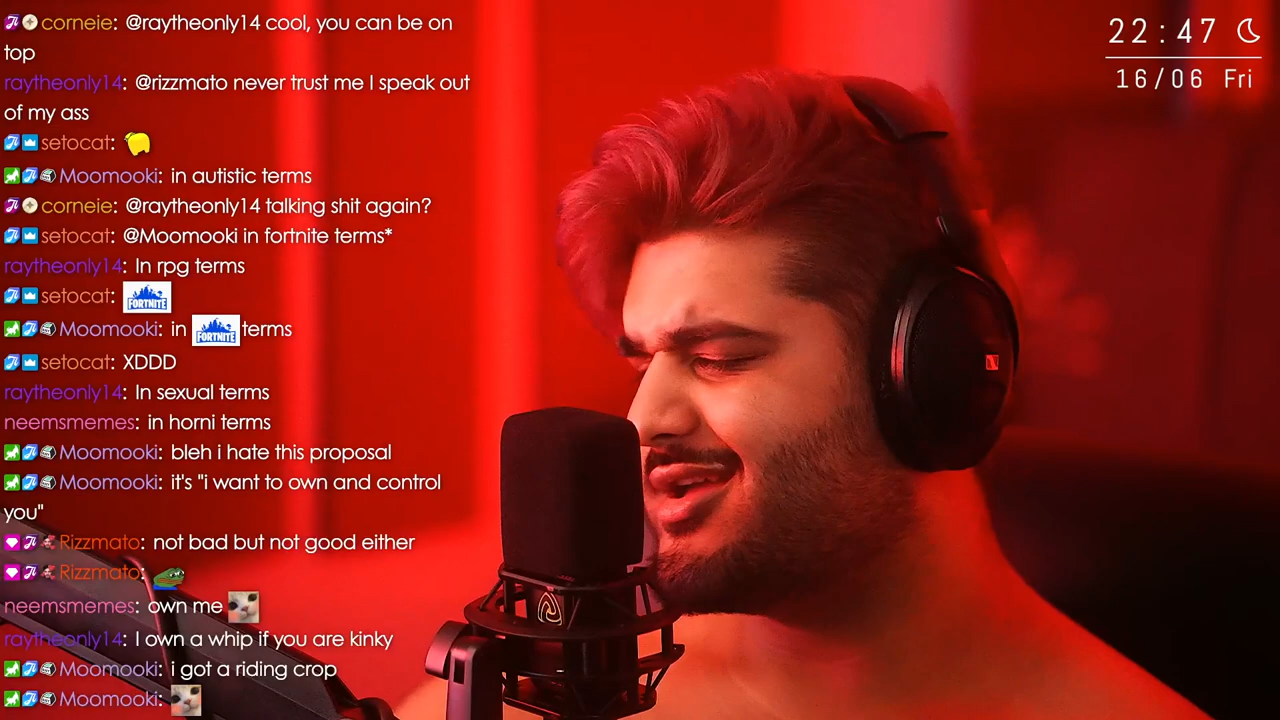 corneie: @raytheonly14 cool, you can be on
top
raytheonly14: @rizzmato never trust me I speak out
of my ass
setocat:
Moomooki: in autistic terms
corneie: @raytheonly14 talking shit again?
setocat: @Moomooki in fortnite terms*
raytheonly14: In rpg terms
setocat: FORTNITE
Moomooki: in FORTNITE terms
setocat: XDDD
raytheonly14: In sexual terms
neemsmemes: in horni terms
Moomooki: bleh i hate this proposal
Moomooki: it's "i want to own and control
you"
Rizzmato: not bad but not good either
Rizzmato:
neemsmemes: own me
raytheonly14: I own a whip if you are kinky
Moomooki: i got a riding crop
Moomooki:
22:47
16/06 Fri